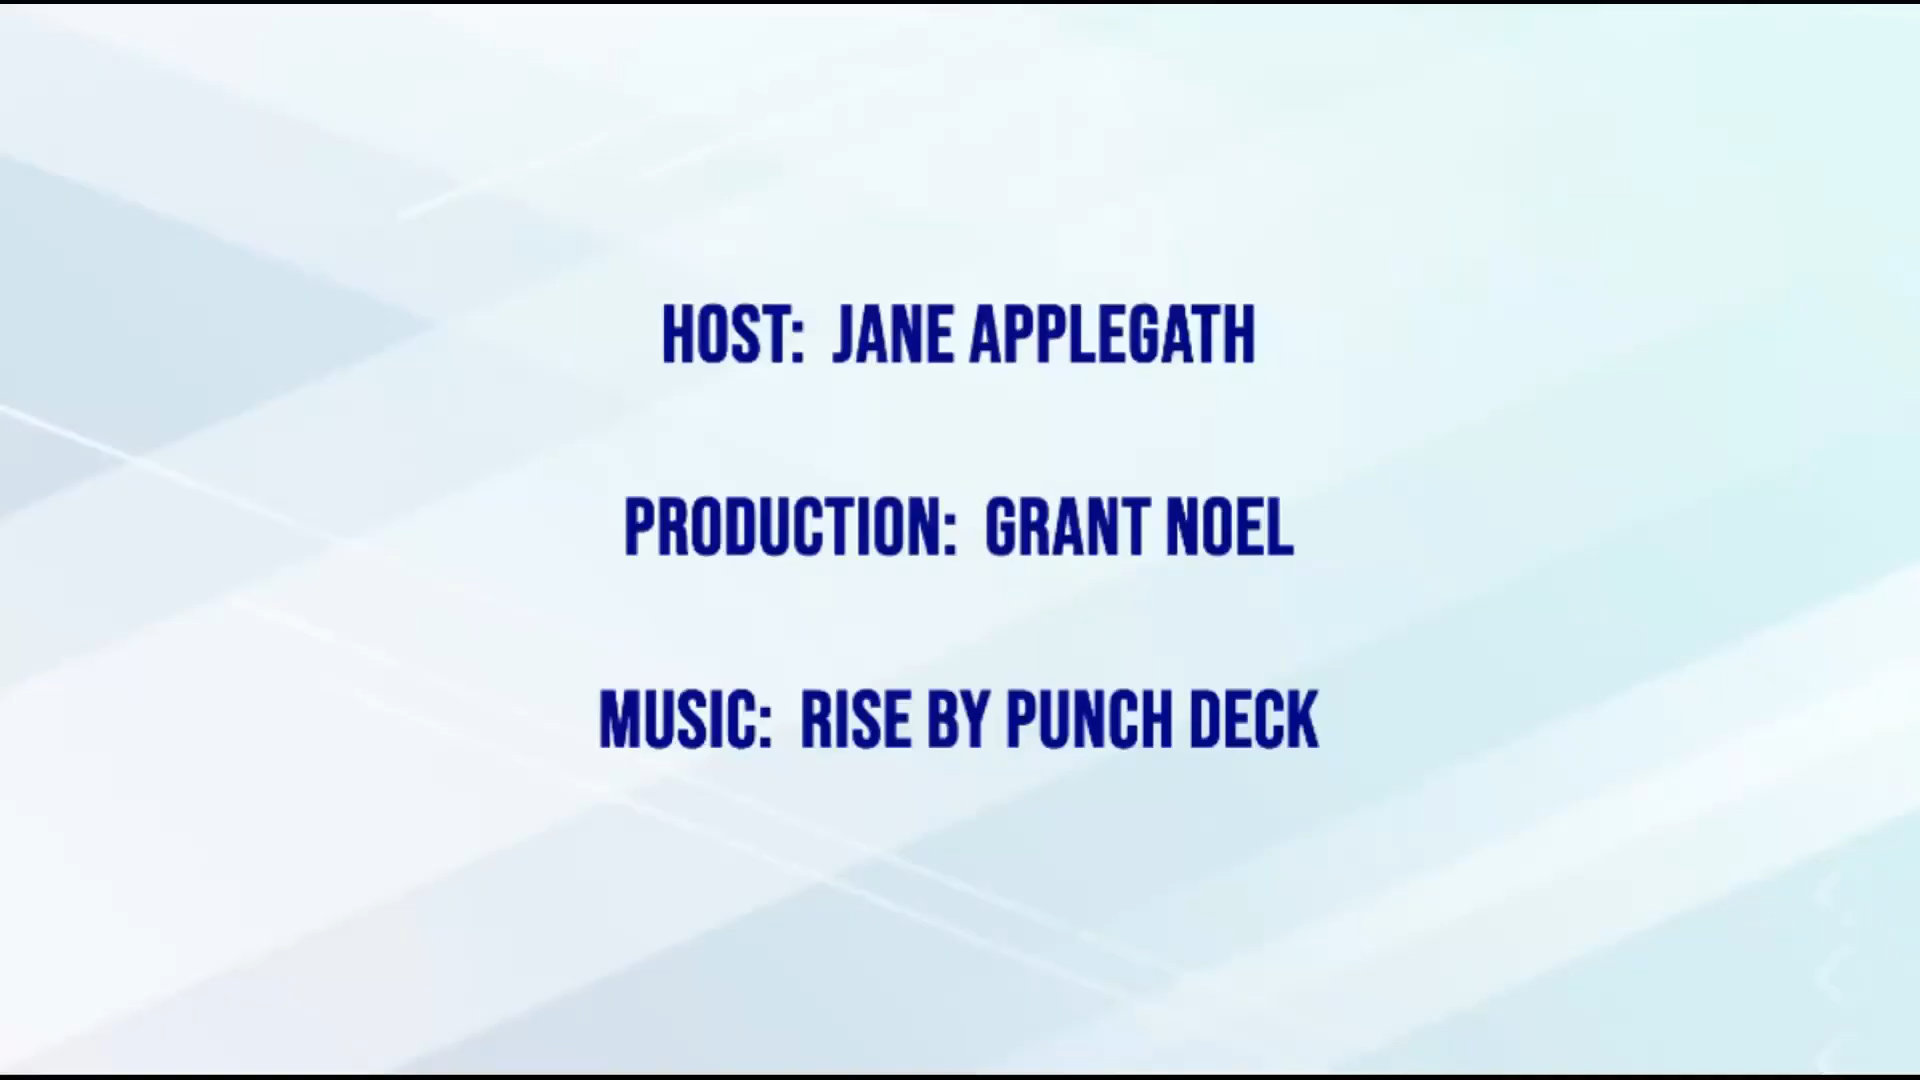 HOST: JANE APPLEGATH
PRODUCTION: GRANT NOEL
MUSIC: RISE BY PUNCH DECK